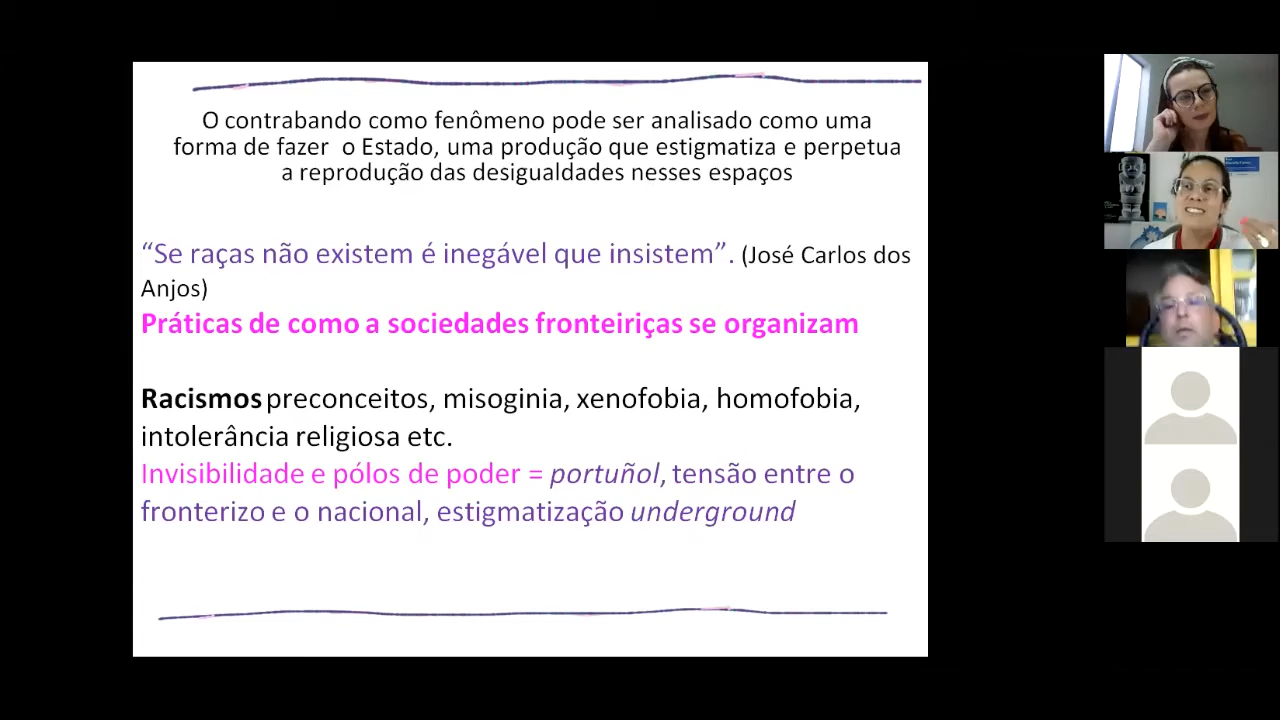 O contrabando como fenômeno pode ser analisado como uma
forma de fazer o Estado, uma produção que estigmatiza e perpetua
a reprodução das desigualdades nesses espaços
“Se raças não existem é inegável que insistem”. (José Carlos dos
Anjos)
Práticas de como a sociedades fronteiriças se organizam
Racismos preconceitos, misoginia, xenofobia, homofobia,
intolerância religiosa etc.
Invisibilidade e pólos de poder = portuñol, tensão entre o
fronterizo e o nacional, estigmatização underground